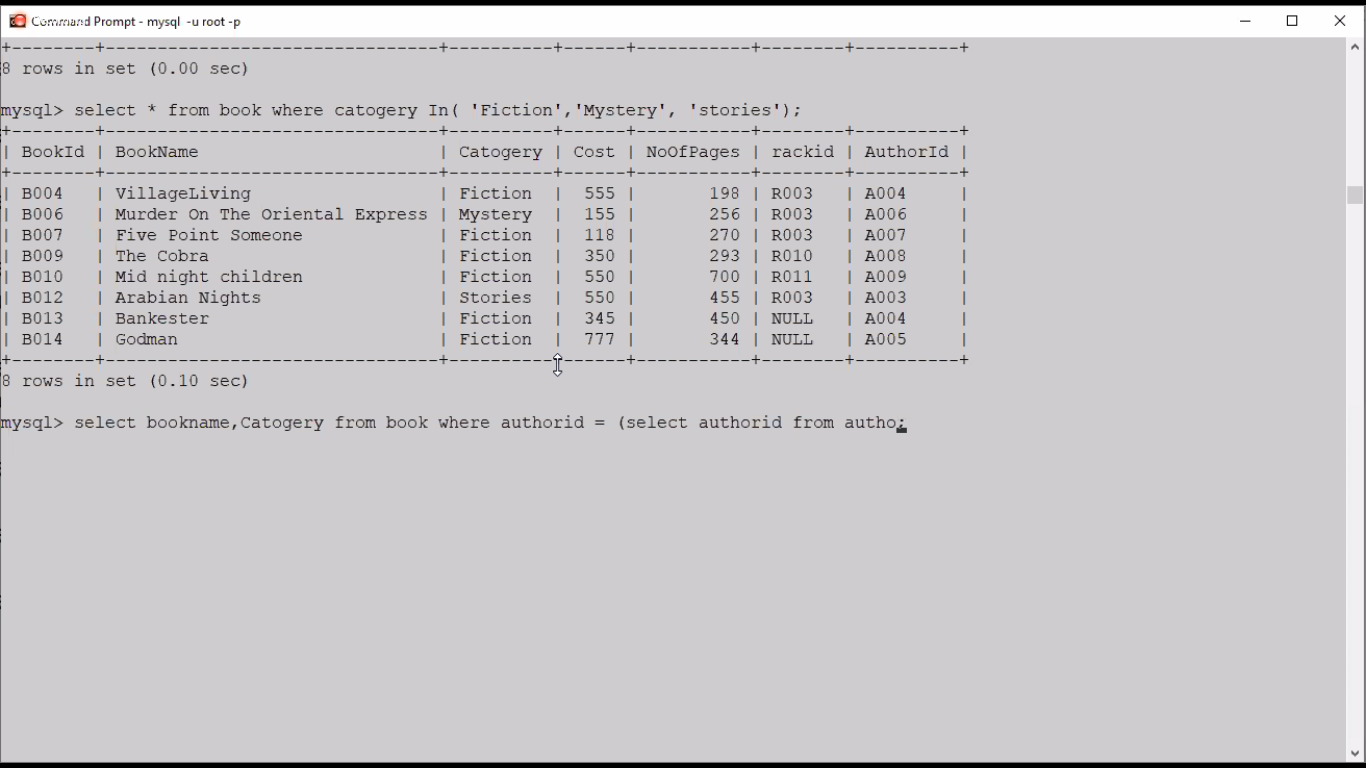 Command Prompt - mysql -u root -p
+--------+--------------------------------+----------+------+-----------+--------+----------+
8 rows in set (0.00 sec)
mysql> select * from book where catogery In( 'Fiction','Mystery', 'stories');
+--------+--------------------------------+----------+------+-----------+--------+----------+
| BookId | BookName                       | Catogery | Cost | NoOfPages | rackid | AuthorId |
+--------+--------------------------------+----------+------+-----------+--------+----------+
| B004   | VillageLiving                  | Fiction  |  555 |       198 | R003   | A004     |
| B006   | Murder On The Oriental Express | Mystery  |  155 |       256 | R003   | A006     |
| B007   | Five Point Someone             | Fiction  |  118 |       270 | R003   | A007     |
| B009   | The Cobra                      | Fiction  |  350 |       293 | R010   | A008     |
| B010   | Mid night children             | Fiction  |  550 |       700 | R011   | A009     |
| B012   | Arabian Nights                 | Stories  |  550 |       455 | R003   | A003     |
| B013   | Bankester                      | Fiction  |  345 |       450 | NULL   | A004     |
| B014   | Godman                         | Fiction  |  777 |       344 | NULL   | A005     |
+--------+--------------------------------+----------+------+-----------+--------+----------+
8 rows in set (0.10 sec)
mysql> select bookname,Catogery from book where authorid = (select authorid from autho;